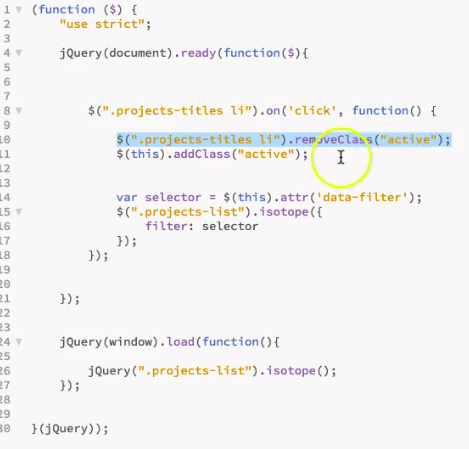 1 (function ($) {
2 "use strict";
3
4 jQuery(document).ready(function($){
5
6
7
8 $(".projects-titles li").on('click', function() {
9
10 $(".projects-titles li").removeClass("active");
11 $(this).addClass("active");
12
13
14 var selector = $(this).attr('data-filter');
15 $(".projects-list").isotope({
16 filter: selector
17 });
18 });
19
20
21 });
22
23
24 jQuery(window).load(function(){
25
26 jQuery(".projects-list").isotope();
27 });
28
29
30 }(jQuery));